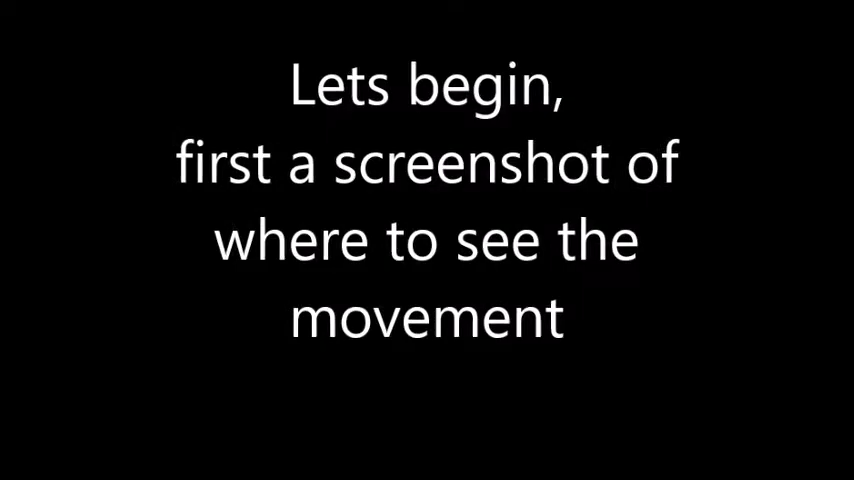 Lets begin,
first a screenshot of
where to see the
movement